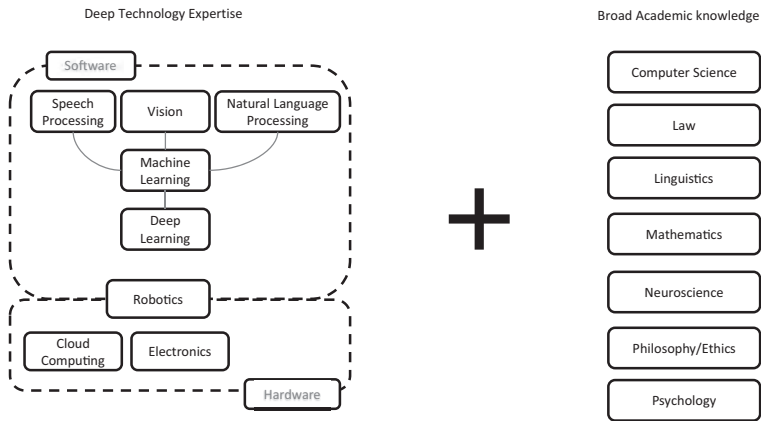 Deep Technology Expertise
Software
Speech
Processing
Vision
Natural Language
Processing
Machine
Learning
Deep
Learning
Robotics
Cloud
Computing
Electronics
Hardware
+
Broad Academic knowledge
Computer Science
Law
Linguistics
Mathematics
Neuroscience
Philosophy/Ethics
Psychology